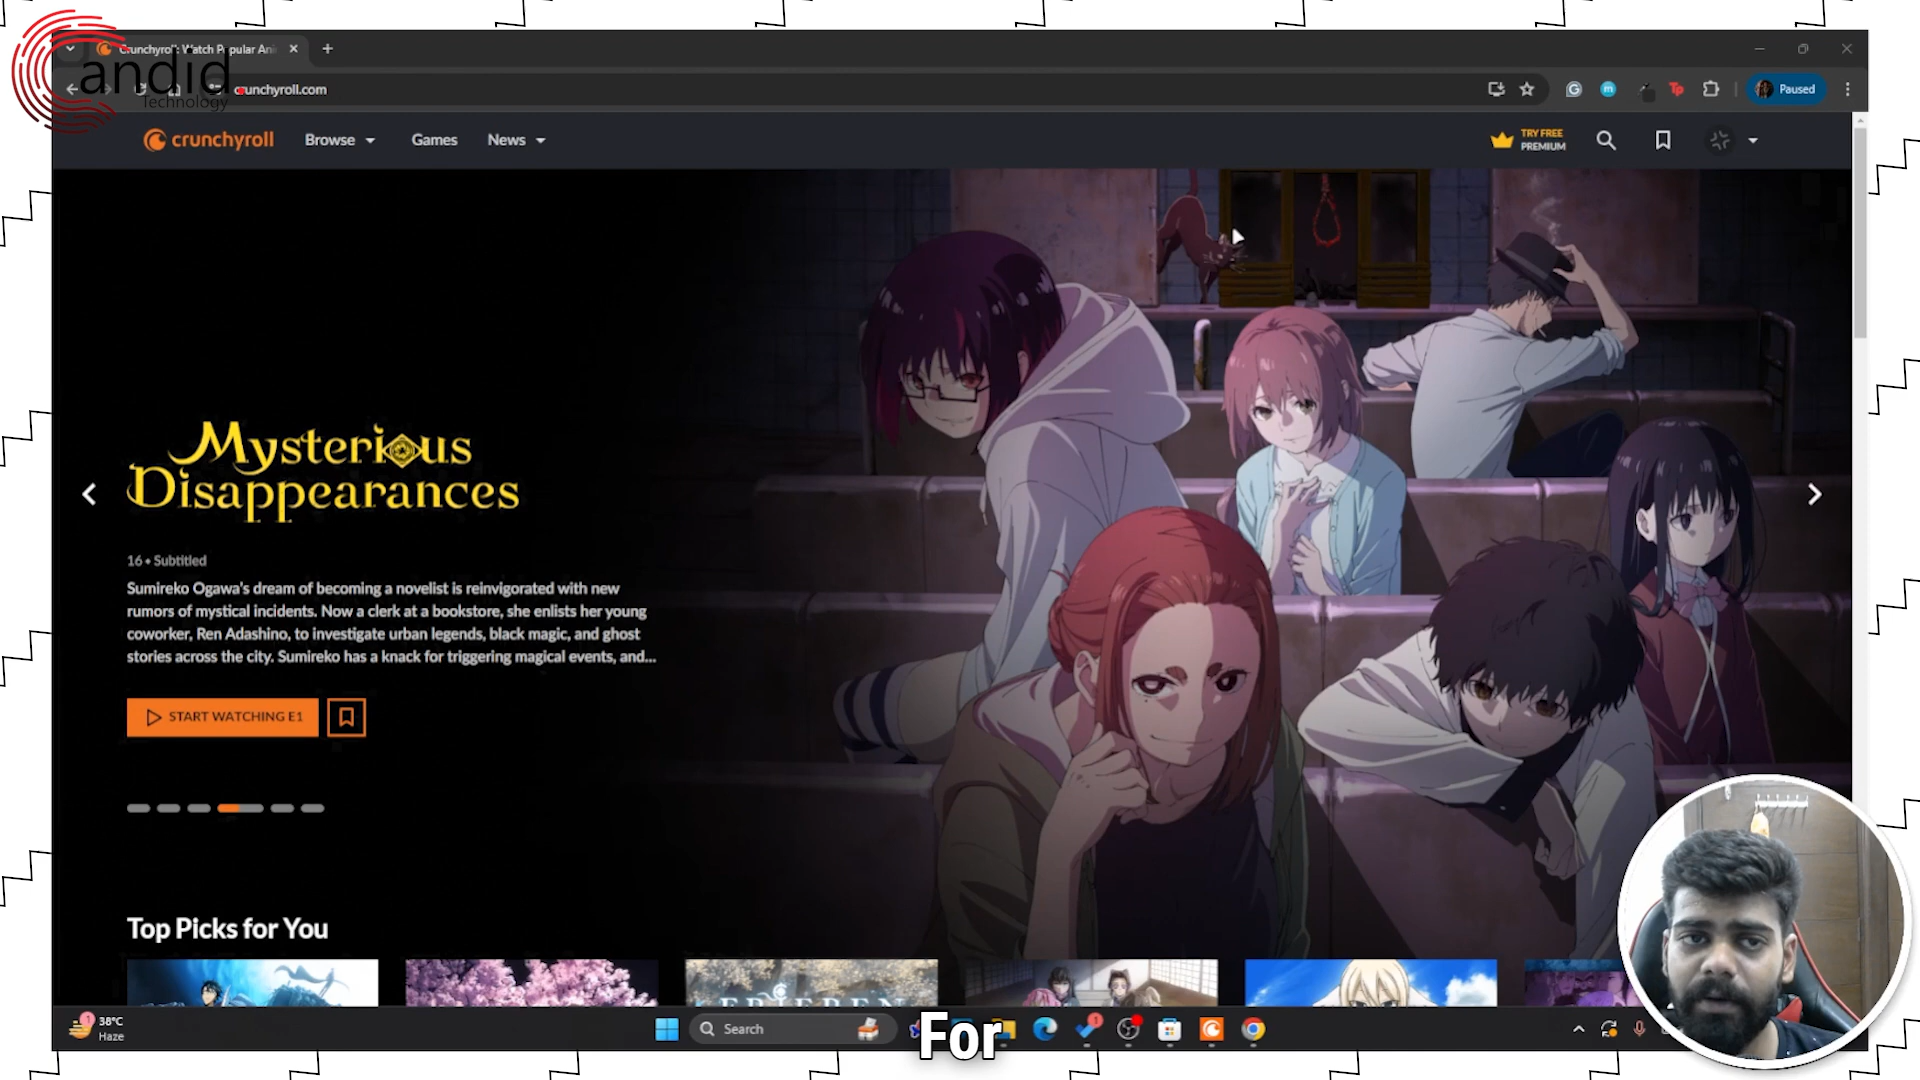 Candid
Technology
Crunchyroll: Watch Popular Ani
crunchyroll.com
Paused
crunchyroll
Browse
Games
News
TRY FREE
PREMIUM
Mysterious
Disappearances
16 • Subtitled
Sumireko Ogawa's dream of becoming a novelist is reinvigorated with new
rumors of mystical incidents. Now a clerk at a bookstore, she enlists her young
coworker, Ren Adashino, to investigate urban legends, black magic, and ghost
stories across the city. Sumireko has a knack for triggering magical events, and...
START WATCHING E1
Top Picks for You
1
38°C
Haze
Search
1
For